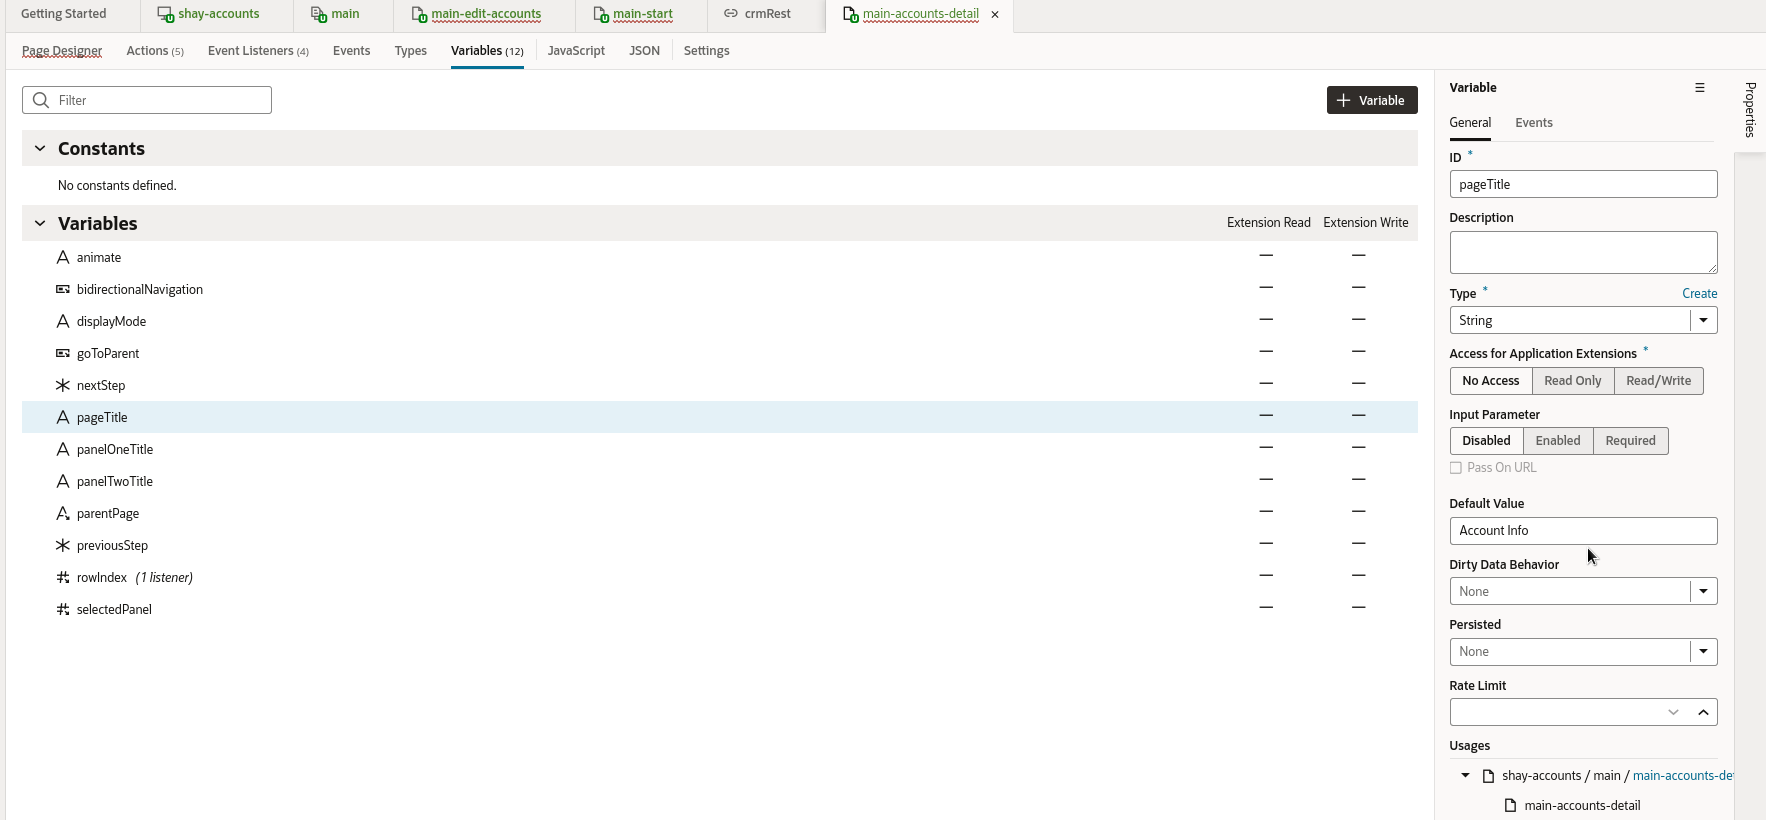 Getting Started shay-accounts main main-edit-accounts main-start crmRest main-accounts-detail
Page Designer Actions (5) Event Listeners (4) Events Types Variables (12) JavaScript JSON Settings
Filter
Variable
Constants
No constants defined.
Variables Extension Read Extension Write
animate
bidirectionalNavigation
displayMode
goToParent
nextStep
pageTitle
panelOneTitle
panelTwoTitle
parentPage
previousStep
rowIndex (1 listener)
selectedPanel
Variable
General Events
ID *
pageTitle
Description
Type * Create
String
Access for Application Extensions *
No Access Read Only Read/Write
Input Parameter
Disabled Enabled Required
Pass On URL
Default Value
Account Info
Dirty Data Behavior
None
Persisted
None
Rate Limit
Usages
shay-accounts / main / main-accounts-de
main-accounts-detail
Properties